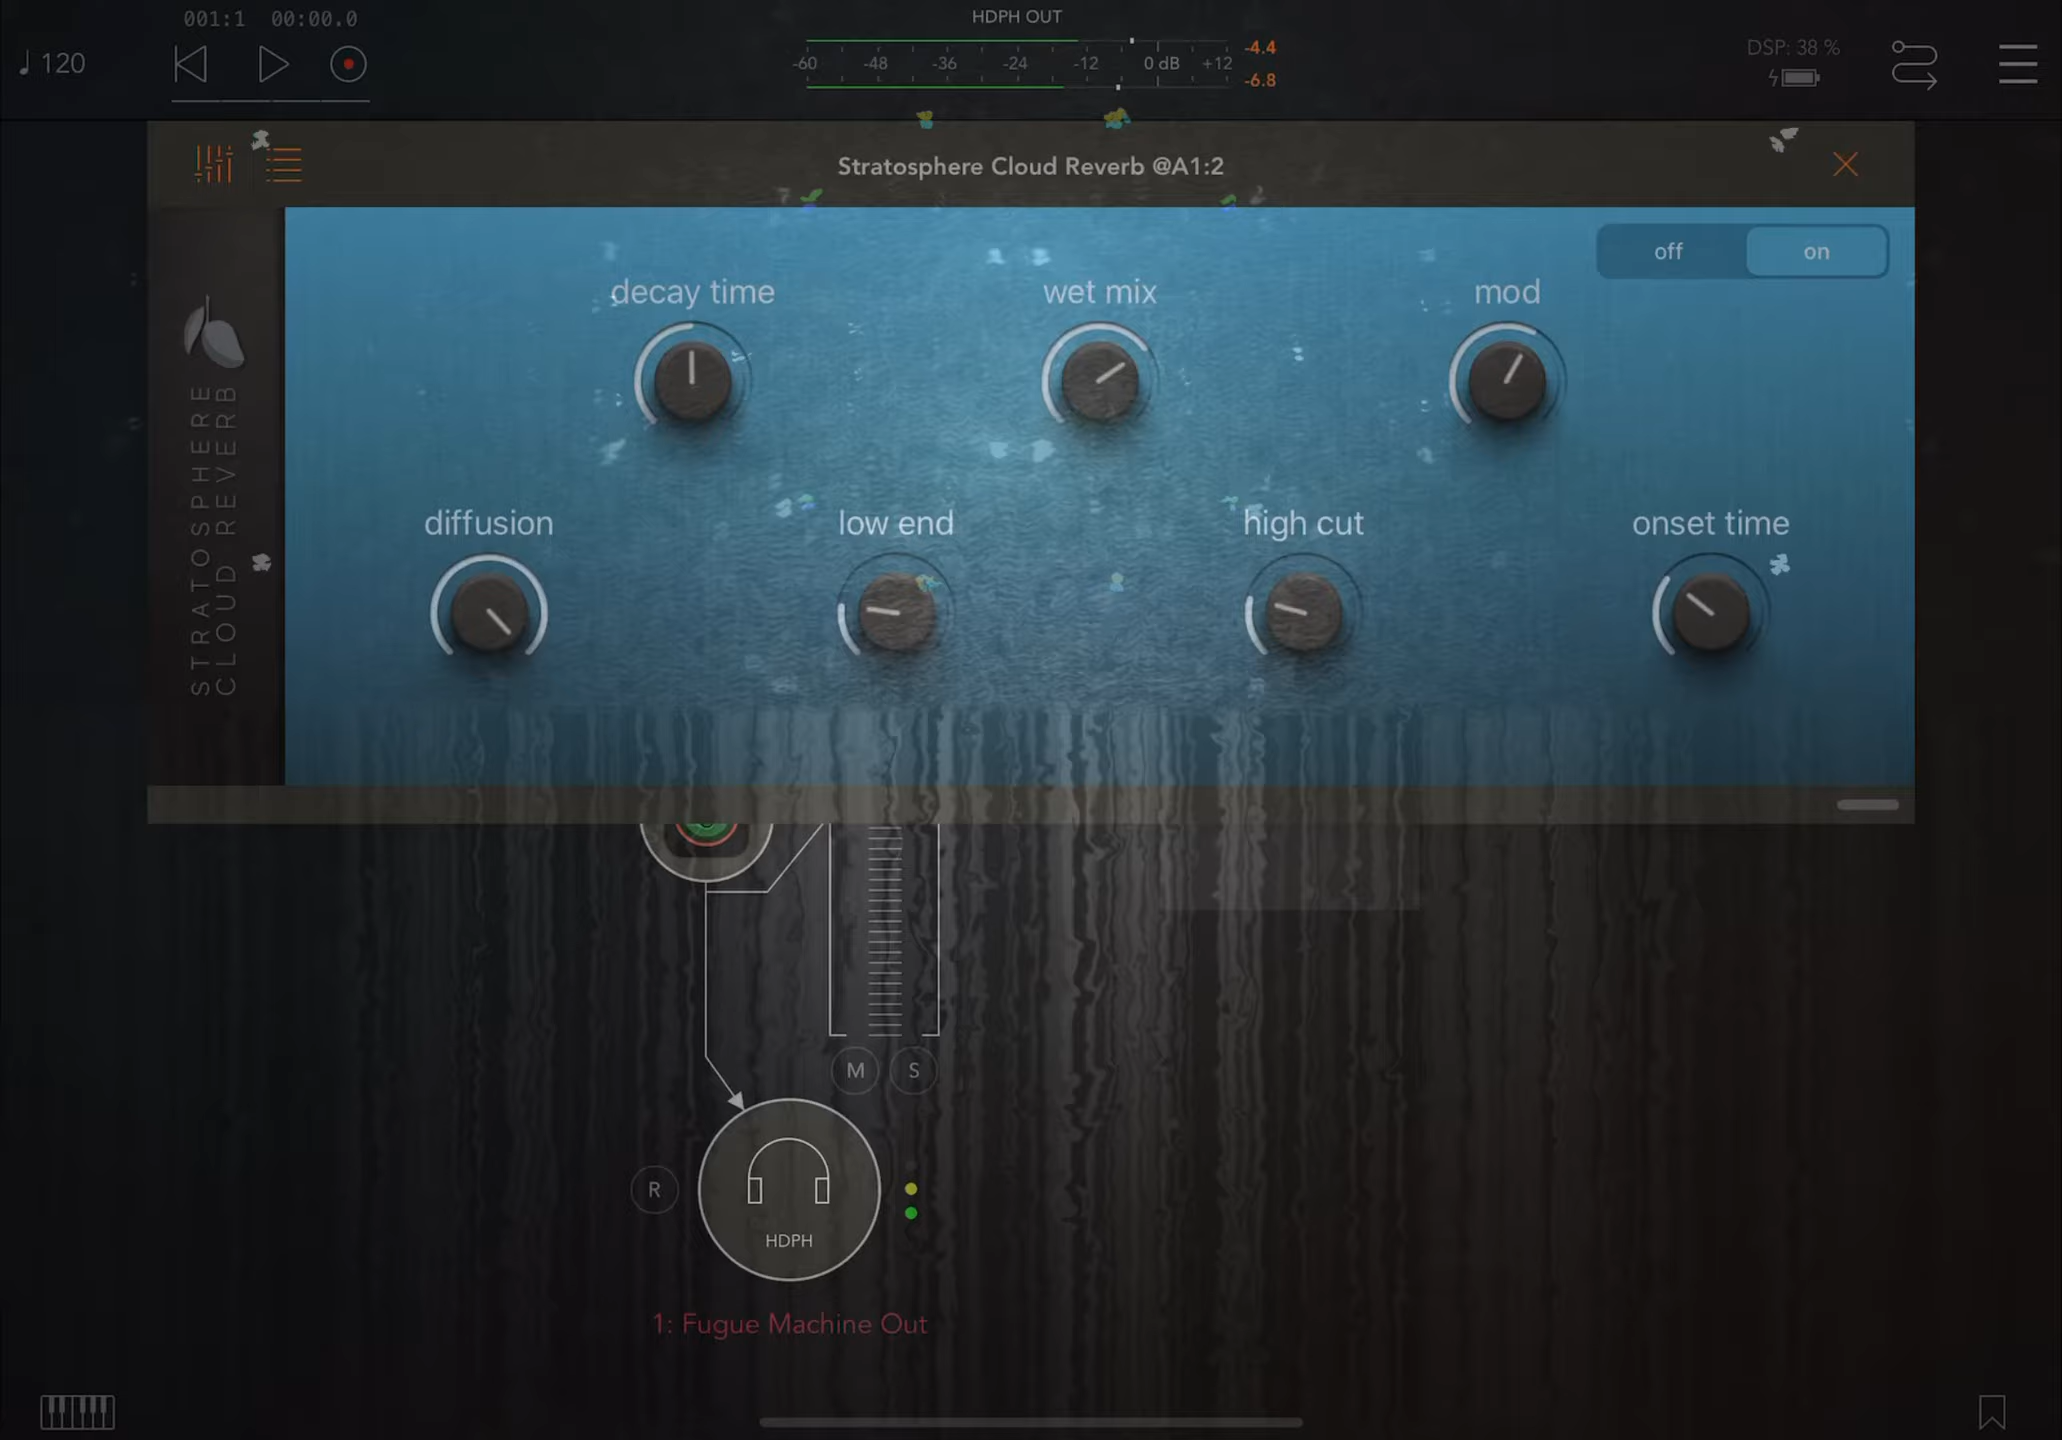 001:1 00:00.0
HDPH OUT
120
-60 -48 -36 -24 -12 0 dB +12
-4.4
-6.8
DSP: 38 %
Stratosphere Cloud Reverb @A1:2
off on
decay time wet mix mod
diffusion low end high cut onset time
STRATOSPHERE
CLOUD REVERB
M S
R
HDPH
1: Fugue Machine Out